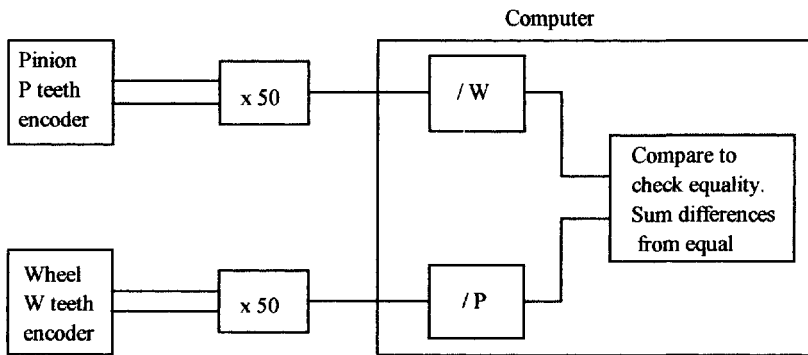 Computer
Pinion
P teeth
encoder
x 50
/ W
Compare to
check equality.
Sum differences
from equal
Wheel
W teeth
encoder
x 50
/ P